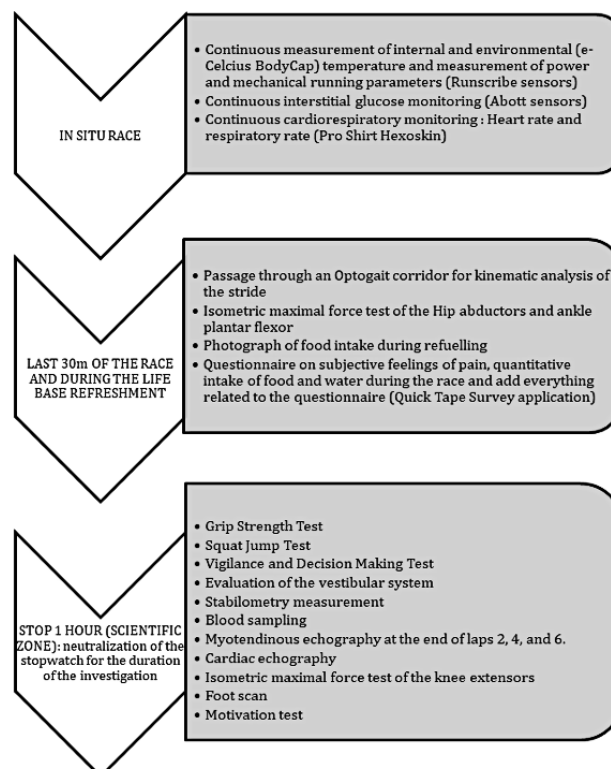 IN SITU RACE
• Continuous measurement of internal and environmental (e-
Celcius BodyCap) temperature and measurement of power
and mechanical running parameters (Runscribe sensors)
• Continuous interstitial glucose monitoring (Abott sensors)
• Continuous cardiorespiratory monitoring : Heart rate and
respiratory rate (Pro Shirt Hexoskin)
LAST 30m OF THE RACE
AND DURING THE LIFE
BASE REFRESHMENT
• Passage through an Optogait corridor for kinematic analysis of
the stride
• Isometric maximal force test of the Hip abductors and ankle
plantar flexor
• Photograph of food intake during refuelling
• Questionnaire on subjective feelings of pain, quantitative
intake of food and water during the race and add everything
related to the questionnaire (Quick Tape Survey application)
STOP 1 HOUR (SCIENTIFIC
ZONE): neutralization of the
stopwatch for the duration
of the investigation
• Grip Strength Test
• Squat Jump Test
• Vigilance and Decision Making Test
• Evaluation of the vestibular system
• Stabilometry measurement
• Blood sampling
• Myotendinous echography at the end of laps 2, 4, and 6.
• Cardiac echography
• Isometric maximal force test of the knee extensors
• Foot scan
• Motivation test